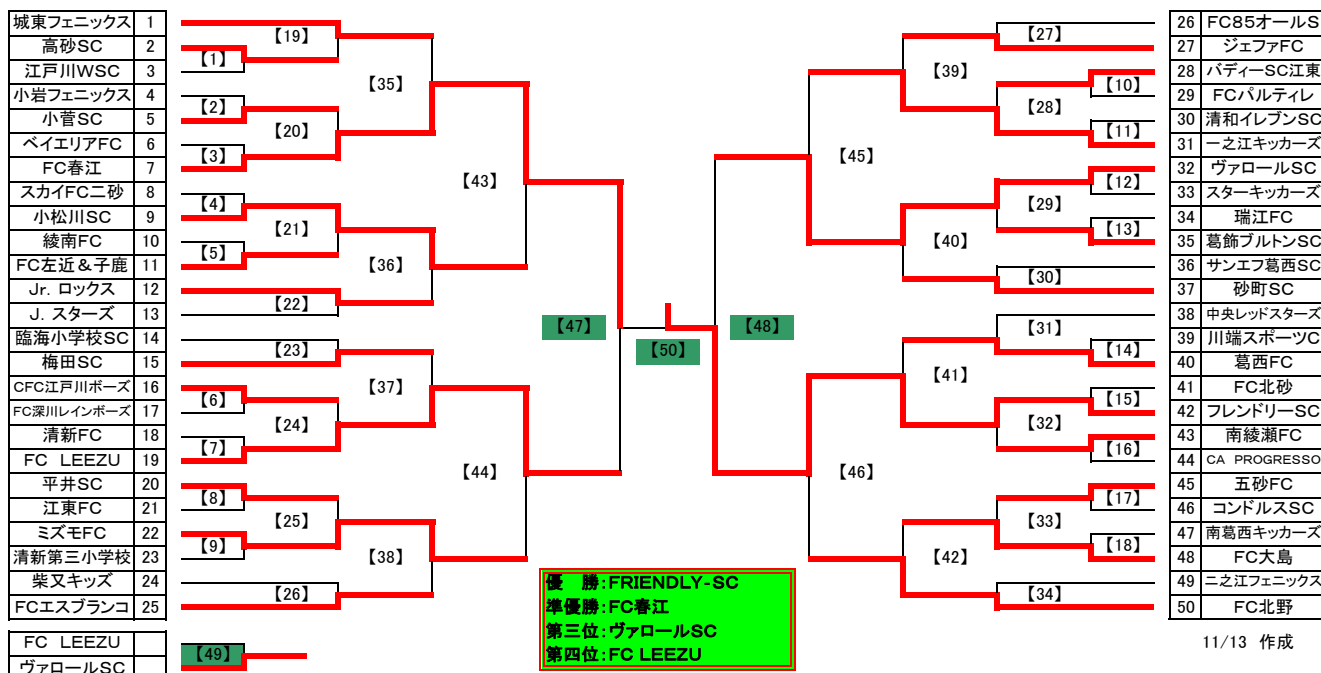 城東フェニックス 1
高砂SC 2
江戸川WSC 3
小岩フェニックス 4
小菅SC 5
ベイエリアFC 6
FC春江 7
スカイFC二砂 8
小松川SC 9
綾南FC 10
FC左近&子鹿 11
Jr. ロックス 12
J. スターズ 13
臨海小学校SC 14
梅田SC 15
CFC江戸川ボーズ 16
FC深川レインボーズ 17
清新FC 18
FC LEEZU 19
平井SC 20
江東FC 21
ミズモFC 22
清新第三小学校 23
柴又キッズ 24
FCエスブランコ 25
FC LEEZU
ヴァロールSC
【1】
【2】
【3】
【4】
【5】
【6】
【7】
【8】
【9】
【49】
【19】
【20】
【21】
【22】
【23】
【24】
【25】
【26】
【35】
【36】
【37】
【38】
【43】
【44】
【47】
【50】
【48】
優 勝:FRIENDLY-SC
準優勝:FC春江
第三位:ヴァロールSC
第四位:FC LEEZU
【45】
【46】
【39】
【40】
【41】
【42】
【27】
【28】
【29】
【30】
【31】
【32】
【33】
【34】
【10】
【11】
【12】
【13】
【14】
【15】
【16】
【17】
【18】
26 FC85オールS
27 ジェファFC
28 バディーSC江東
29 FCパルティレ
30 清和イレブンSC
31 一之江キッカーズ
32 ヴァロールSC
33 スターキッカーズ
34 瑞江FC
35 葛飾ブルトンSC
36 サンエフ葛西SC
37 砂町SC
38 中央レッドスターズ
39 川端スポーツC
40 葛西FC
41 FC北砂
42 フレンドリーSC
43 南綾瀬FC
44 CA PROGRESSO
45 五砂FC
46 コンドルスSC
47 南葛西キッカーズ
48 FC大島
49 二之江フェニックス
50 FC北野
11/13 作成